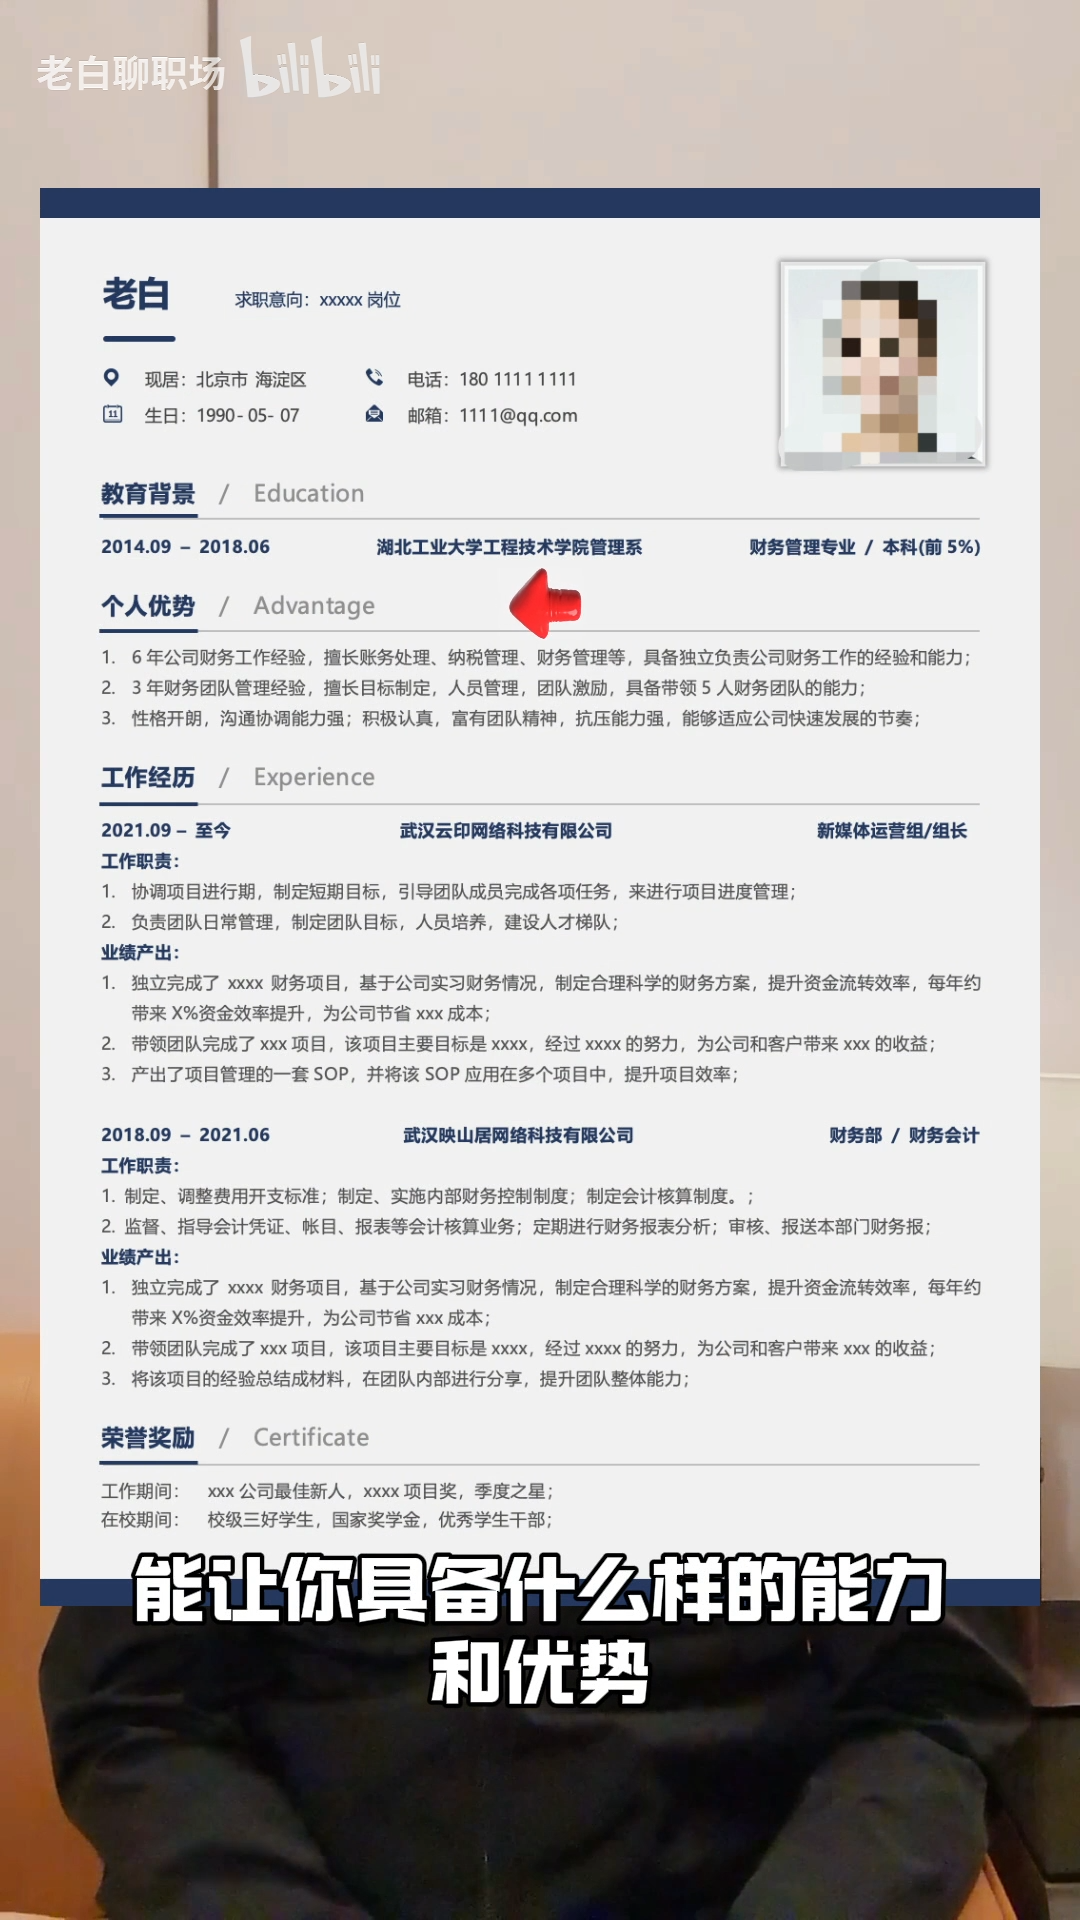 老白聊职场 bilibili
老白 求职意向：xxxxx 岗位
现居：北京市 海淀区 电话：180 1111 1111
11 生日：1990- 05- 07 邮箱：1111@qq.com
教育背景 / Education
2014.09 – 2018.06 湖北工业大学工程技术学院管理系 财务管理专业 / 本科(前 5%)
个人优势 / Advantage
1. 6 年公司财务工作经验，擅长账务处理、纳税管理、财务管理等，具备独立负责公司财务工作的经验和能力；
2. 3 年财务团队管理经验，擅长目标制定，人员管理，团队激励，具备带领 5 人财务团队的能力；
3. 性格开朗，沟通协调能力强；积极认真，富有团队精神，抗压能力强，能够适应公司快速发展的节奏；
工作经历 / Experience
2021.09 – 至今 武汉云印网络科技有限公司 新媒体运营组/组长
工作职责：
1. 协调项目进行期，制定短期目标，引导团队成员完成各项任务，来进行项目进度管理；
2. 负责团队日常管理，制定团队目标，人员培养，建设人才梯队；
业绩产出：
1. 独立完成了 xxxx 财务项目，基于公司实习财务情况，制定合理科学的财务方案，提升资金流转效率，每年约
带来 X%资金效率提升，为公司节省 xxx 成本；
2. 带领团队完成了 xxx 项目，该项目主要目标是 xxxx，经过 xxxx 的努力，为公司和客户带来 xxx 的收益；
3. 产出了项目管理的一套 SOP，并将该 SOP 应用在多个项目中，提升项目效率；
2018.09 – 2021.06 武汉映山居网络科技有限公司 财务部 / 财务会计
工作职责：
1. 制定、调整费用开支标准；制定、实施内部财务控制制度；制定会计核算制度。；
2. 监督、指导会计凭证、帐目、报表等会计核算业务；定期进行财务报表分析；审核、报送本部门财务报；
业绩产出：
1. 独立完成了 xxxx 财务项目，基于公司实习财务情况，制定合理科学的财务方案，提升资金流转效率，每年约
带来 X%资金效率提升，为公司节省 xxx 成本；
2. 带领团队完成了 xxx 项目，该项目主要目标是 xxxx，经过 xxxx 的努力，为公司和客户带来 xxx 的收益；
3. 将该项目的经验总结成材料，在团队内部进行分享，提升团队整体能力；
荣誉奖励 / Certificate
工作期间： xxx 公司最佳新人，xxxx 项目奖，季度之星；
在校期间： 校级三好学生，国家奖学金，优秀学生干部；
能让你具备什么样的能力
和优势